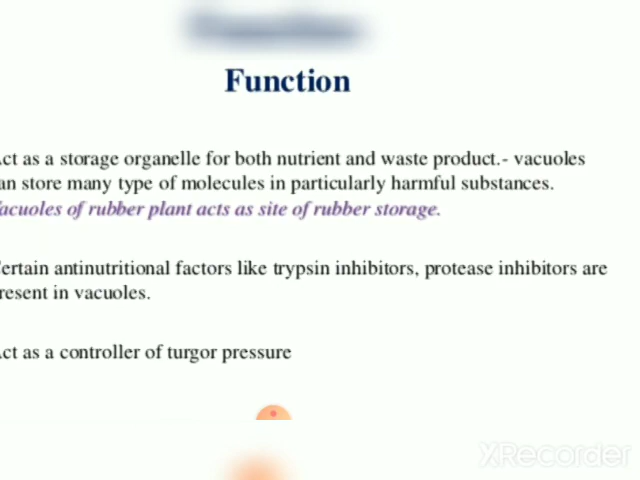 Function
ct as a storage organelle for both nutrient and waste product.- vacuoles
an store many type of molecules in particularly harmful substances.
acuoles of rubber plant acts as site of rubber storage.
ertain antinutritional factors like trypsin inhibitors, protease inhibitors are
resent in vacuoles.
ct as a controller of turgor pressure
XRecorder